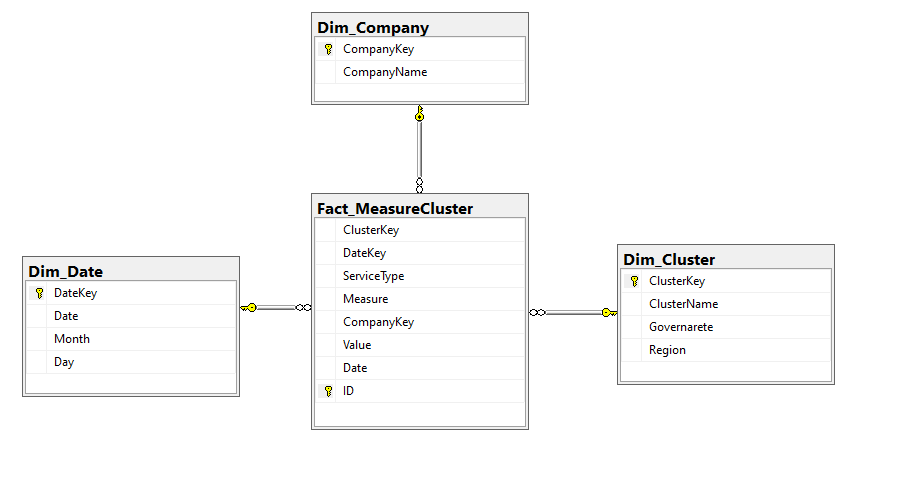 Dim_Company
CompanyKey
CompanyName
Fact_MeasureCluster
ClusterKey
DateKey
ServiceType
Measure
CompanyKey
Value
Date
ID
Dim_Date
DateKey
Date
Month
Day
Dim_Cluster
ClusterKey
ClusterName
Governarete
Region